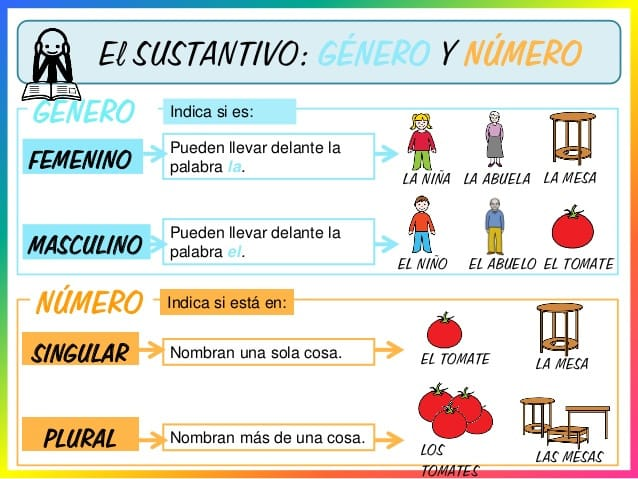 El SUSTANTIVO: GÉNERO Y NÚMERO
GÉNERO
Indica si es:
FEMENINO
Pueden llevar delante la
palabra la.
LA NIÑA
LA ABUELA
LA MESA
MASCULINO
Pueden llevar delante la
palabra el.
EL NIÑO
EL ABUELO
EL TOMATE
NÚMERO
Indica si está en:
SINGULAR
Nombran una sola cosa.
EL TOMATE
LA MESA
PLURAL
Nombran más de una cosa.
LOS
TOMATES
LAS MESAS